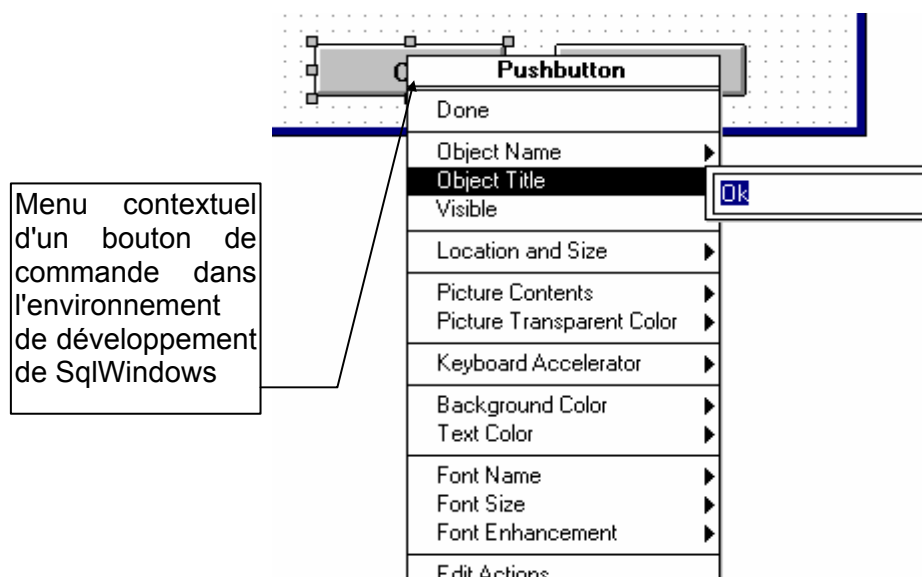 O
Pushbutton
Done
Object Name
Object Title
Ok
Visible
Location and Size
Picture Contents
Picture Transparent Color
Keyboard Accelerator
Background Color
Text Color
Font Name
Font Size
Font Enhancement
Edit Actions
Menu contextuel
d'un bouton de
commande dans
l'environnement
de développement
de SqlWindows